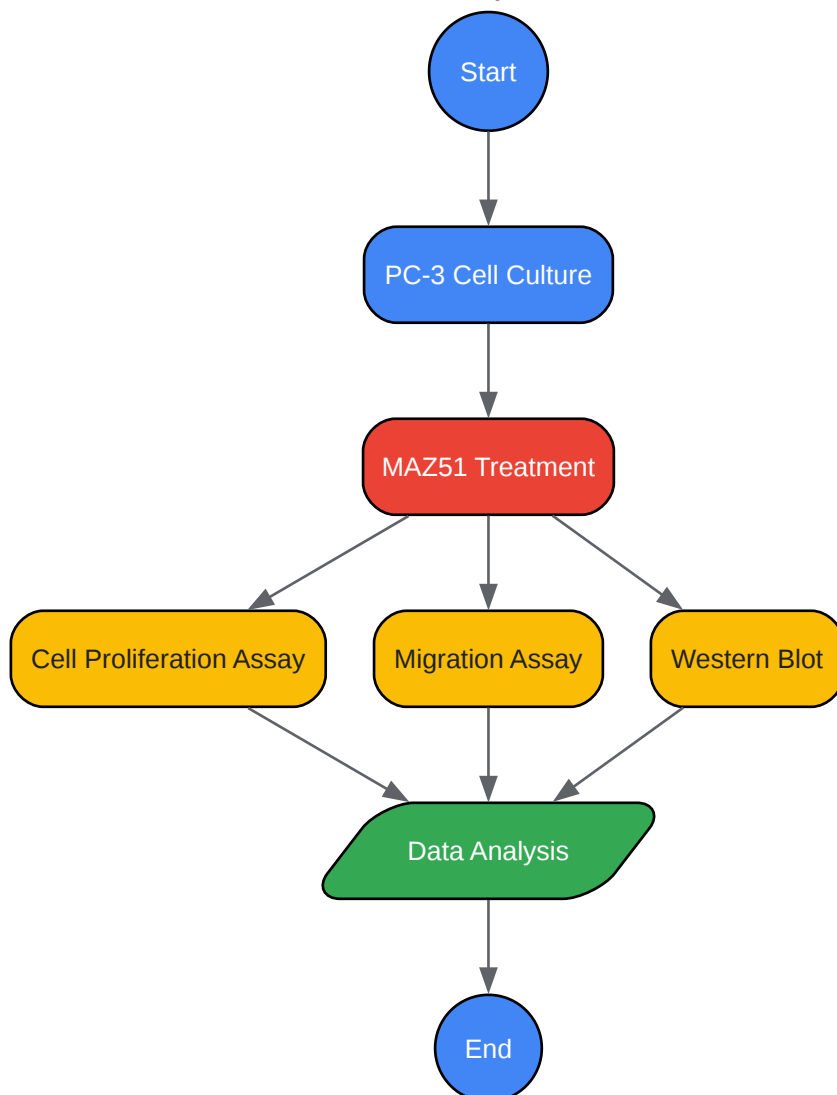 Start
PC-3 Cell Culture
MAZ51 Treatment
Cell Proliferation Assay
Migration Assay
Western Blot
Data Analysis
End